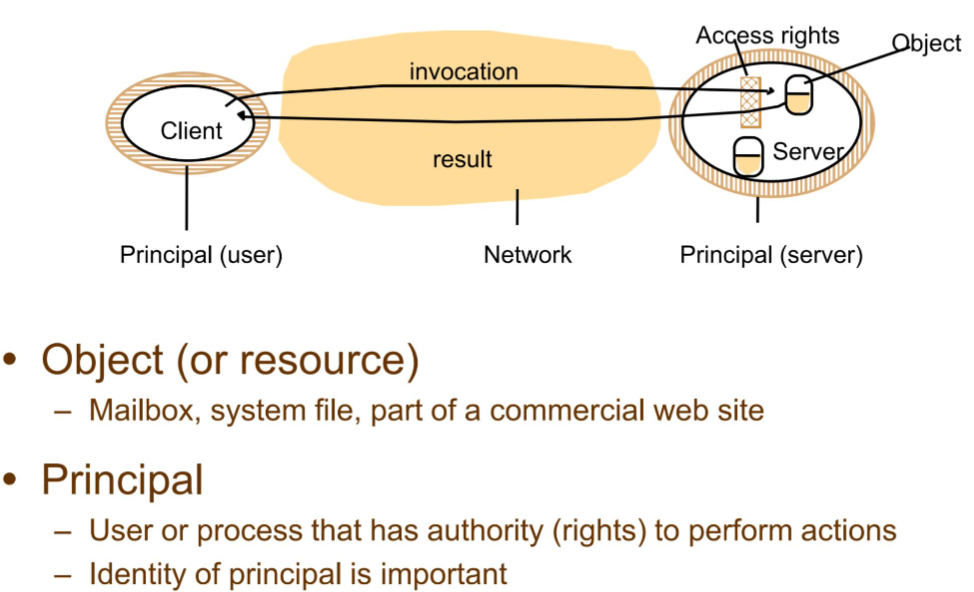 Access rights
Object
invocation
Client
result
Server
Principal (user)
Network
Principal (server)
• Object (or resource)
– Mailbox, system file, part of a commercial web site
• Principal
– User or process that has authority (rights) to perform actions
– Identity of principal is important